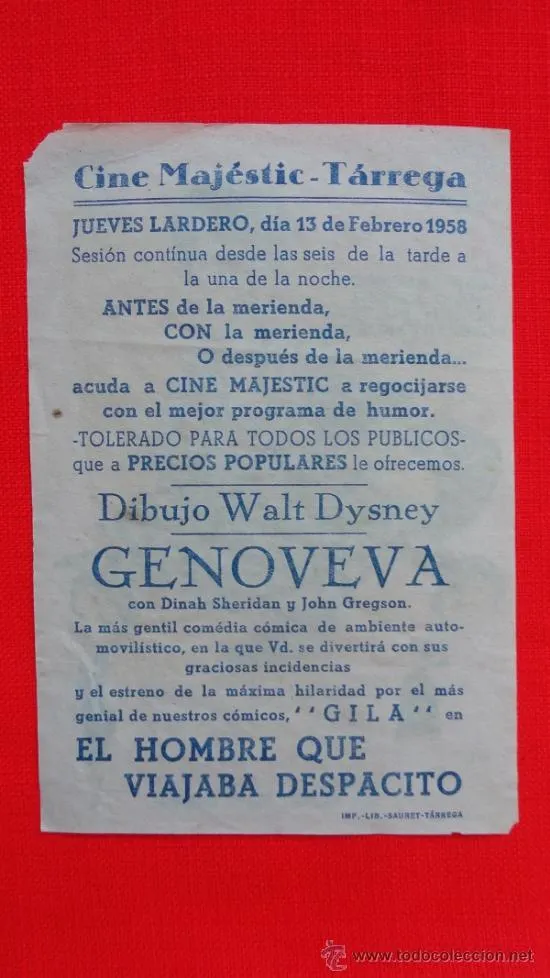 Cine Majéstic - Tárrega
JUEVES LARDERO, día 13 de Febrero 1958
Sesión contínua desde las seis de la tarde a
la una de la noche.
ANTES de la merienda,
CON la merienda,
O después de la merienda...
acuda a CINE MAJESTIC a regocijarse
con el mejor programa de humor.
-TOLERADO PARA TODOS LOS PUBLICOS-
que a PRECIOS POPULARES le ofrecemos.
Dibujo Walt Dysney
GENOVEVA
con Dinah Sheridan y John Gregson.
La más gentil comédia cómica de ambiente auto-
movilístico, en la que Vd. se divertirá con sus
graciosas incidencias
y el estreno de la máxima hilaridad por el más
genial de nuestros cómicos, "GILA" en
EL HOMBRE QUE
VIAJABA DESPACITO
IMP.-LIB.-SAURET-TÁRREGA
todocoleccion.net